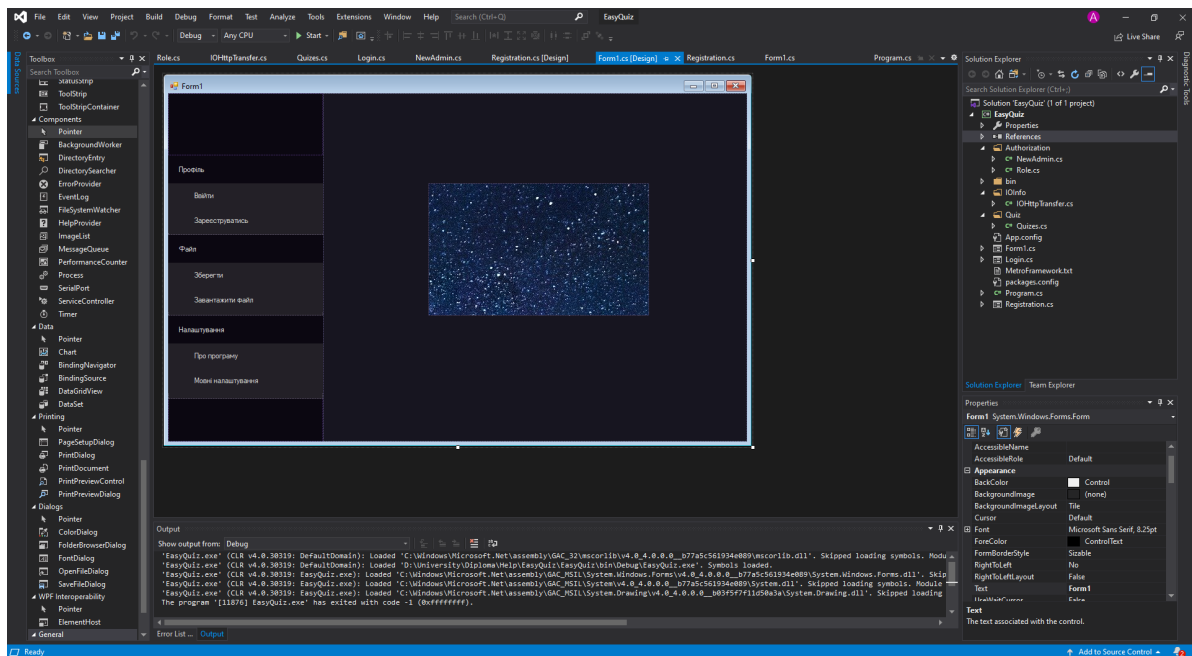 File Edit View Project Build Debug Format Test Analyze Tools Extensions Window Help Search (Ctrl+Q) EasyQuiz A
Debug Any CPU Start Live Share
Data Sources
Toolbox
Search Toolbox
StatusStrip
ToolStrip
ToolStripContainer
Components
Pointer
BackgroundWorker
DirectoryEntry
DirectorySearcher
ErrorProvider
EventLog
FileSystemWatcher
HelpProvider
ImageList
MessageQueue
PerformanceCounter
Process
SerialPort
ServiceController
Timer
Data
Pointer
Chart
BindingNavigator
BindingSource
DataGridView
DataSet
Printing
Pointer
PageSetupDialog
PrintDialog
PrintDocument
PrintPreviewControl
PrintPreviewDialog
Dialogs
Pointer
ColorDialog
FolderBrowserDialog
FontDialog
OpenFileDialog
SaveFileDialog
WPF Interoperability
Pointer
ElementHost
General
Role.cs IOHttpTransfer.cs Quizes.cs Login.cs NewAdmin.cs Registration.cs [Design] Form1.cs [Design] Registration.cs Form1.cs Program.cs
Form1
Профіль
Ввійти
Зареєструватись
Файл
Зберегти
Завантажити файл
Налаштування
Про програму
Мовні налаштування
Output
Show output from: Debug
'EasyQuiz.exe' (CLR v4.0.30319: DefaultDomain): Loaded 'C:\Windows\Microsoft.Net\assembly\GAC_32\mscorlib\v4.0_4.0.0.0__b77a5c561934e089\mscorlib.dll'. Skipped loading symbols. Modu
'EasyQuiz.exe' (CLR v4.0.30319: DefaultDomain): Loaded 'D:\University\Diploma\Help\EasyQuiz\EasyQuiz\bin\Debug\EasyQuiz.exe'. Symbols loaded.
'EasyQuiz.exe' (CLR v4.0.30319: EasyQuiz.exe): Loaded 'C:\Windows\Microsoft.Net\assembly\GAC_MSIL\System.Windows.Forms\v4.0_4.0.0.0__b77a5c561934e089\System.Windows.Forms.dll'. Skip
'EasyQuiz.exe' (CLR v4.0.30319: EasyQuiz.exe): Loaded 'C:\Windows\Microsoft.Net\assembly\GAC_MSIL\System\v4.0_4.0.0.0__b77a5c561934e089\System.dll'. Skipped loading symbols. Module
'EasyQuiz.exe' (CLR v4.0.30319: EasyQuiz.exe): Loaded 'C:\Windows\Microsoft.Net\assembly\GAC_MSIL\System.Drawing\v4.0_4.0.0.0__b03f5f7f11d50a3a\System.Drawing.dll'. Skipped loading
The program '[11876] EasyQuiz.exe' has exited with code -1 (0xffffffff).
Error List ... Output
Solution Explorer
Search Solution Explorer (Ctrl+;)
Solution 'EasyQuiz' (1 of 1 project)
EasyQuiz
Properties
References
Authorization
C# NewAdmin.cs
C# Role.cs
bin
IOInfo
C# IOHttpTransfer.cs
Quiz
C# Quizes.cs
App.config
Form1.cs
Login.cs
MetroFramework.txt
packages.config
C# Program.cs
Registration.cs
Solution Explorer Team Explorer
Properties
Form1 System.Windows.Forms.Form
AccessibleName
AccessibleRole Default
Appearance
BackColor Control
BackgroundImage (none)
BackgroundImageLayout Tile
Cursor Default
Font Microsoft Sans Serif, 8.25pt
ForeColor ControlText
FormBorderStyle Sizable
RightToLeft No
RightToLeftLayout False
Text Form1
UseWaitCursor False
Text
The text associated with the control.
Diagnostic Tools
Ready Add to Source Control 2